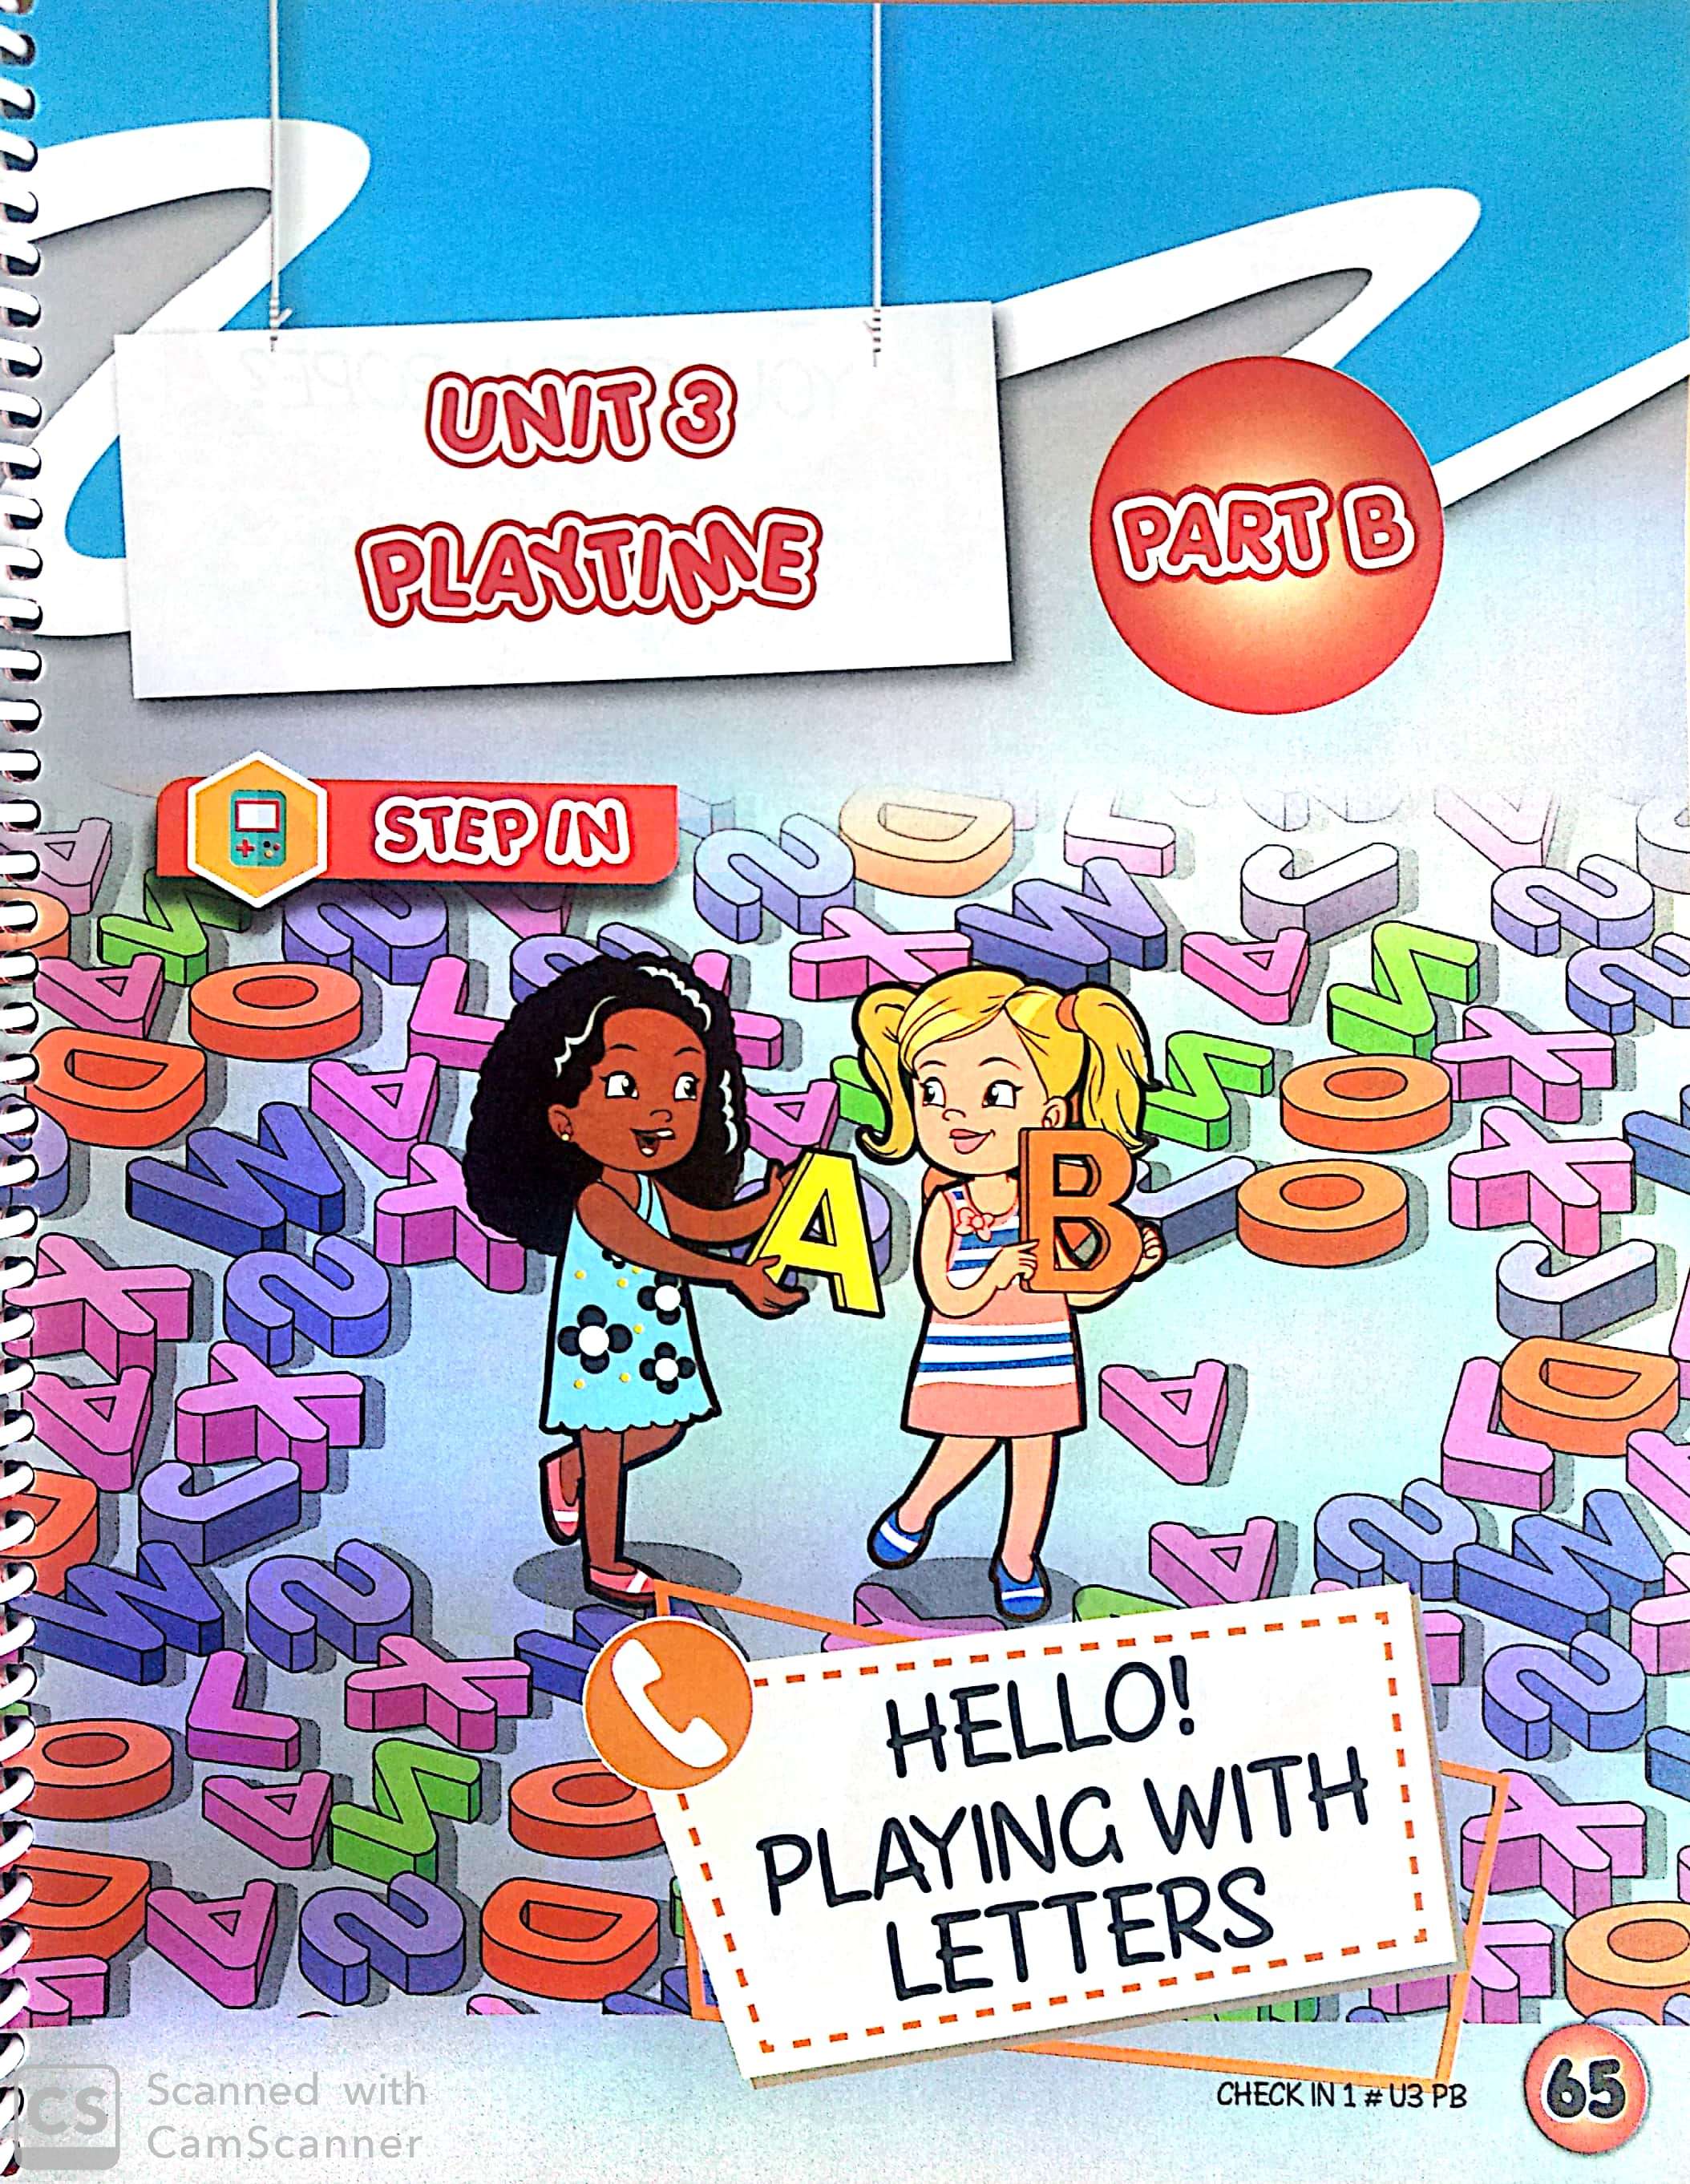 UNIT 3
PLAYTIME
PART B
STEP IN
A
B
HELLO!
PLAYING WITH
LETTERS
CHECK IN 1 # U3 PB
65
CS
Scanned with
CamScanner